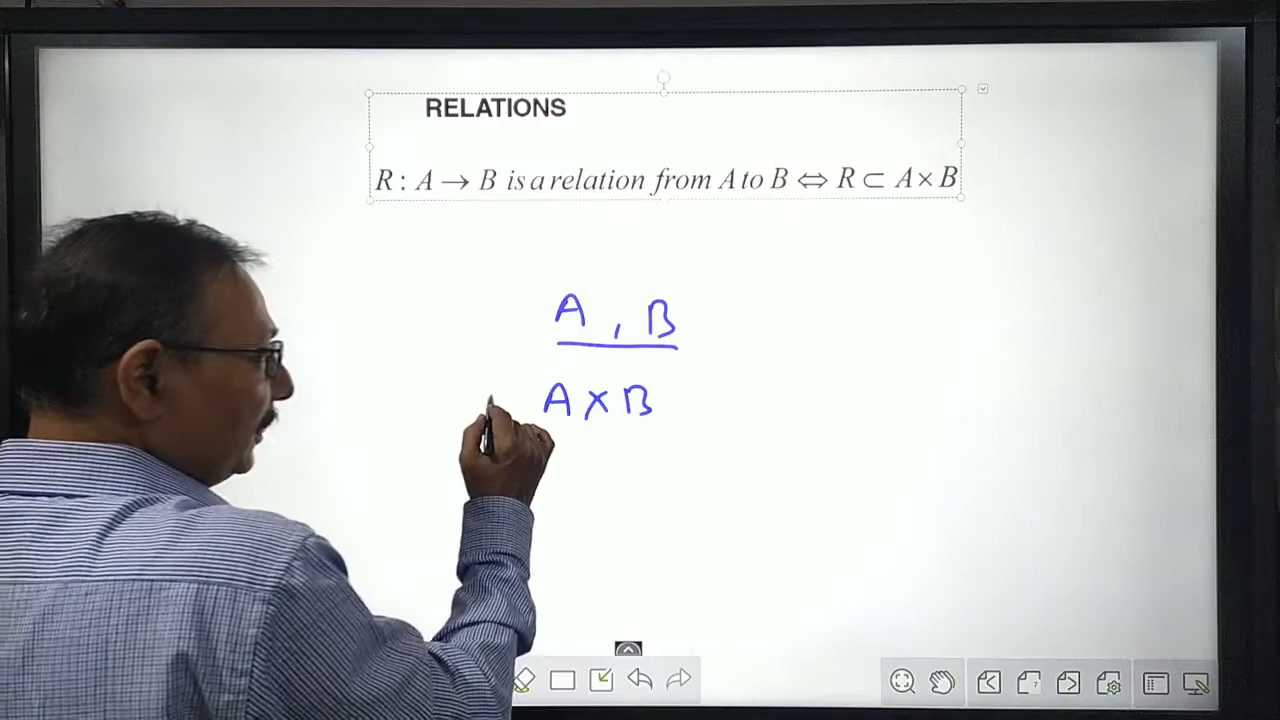 RELATIONS
R : A → B is a relation from A to B ⇔ R ⊂ A × B
A , B
A × B